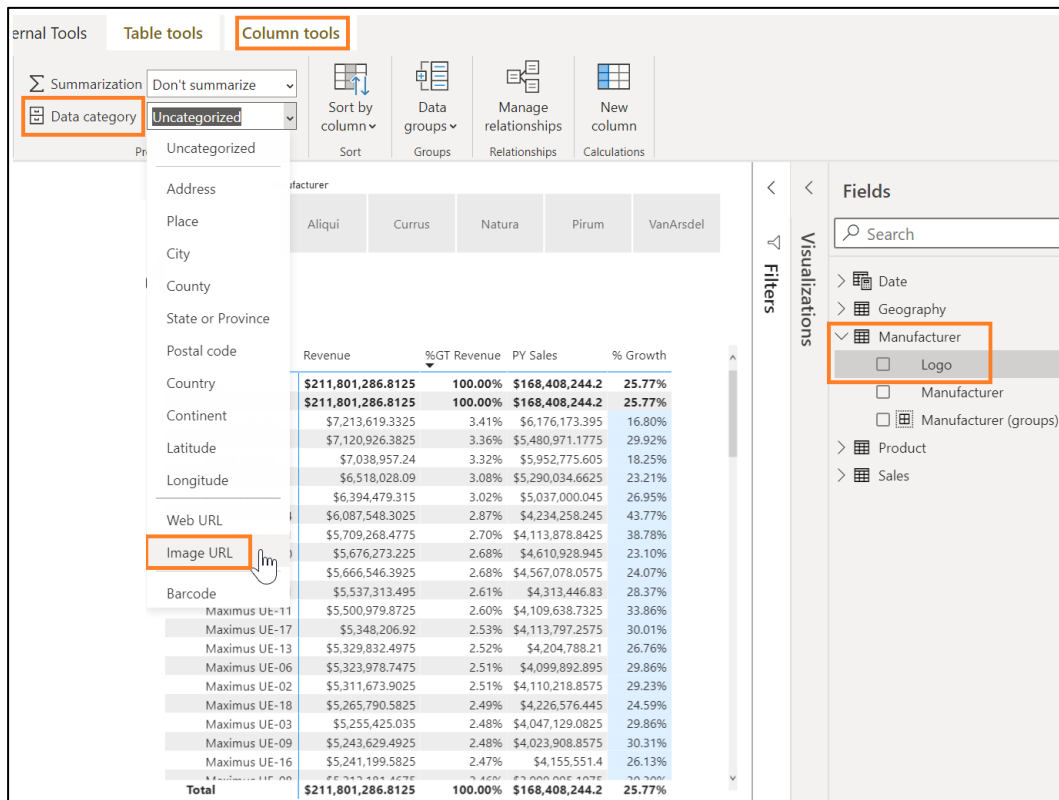 ernal Tools Table tools Column tools
Summarization Don't summarize
Data category Uncategorized
Sort by column
Data groups
Manage relationships
New column
Pr Sort Groups Relationships Calculations
Uncategorized
Address
Place
City
County
State or Province
Postal code
Country
Continent
Latitude
Longitude
Web URL
Image URL
Barcode
ufacturer
Aliqui Currus Natura Pirum VanArsdel
Revenue %GT Revenue PY Sales % Growth
$211,801,286.8125 100.00% $168,408,244.2 25.77%
$211,801,286.8125 100.00% $168,408,244.2 25.77%
$7,213,619.3325 3.41% $6,176,173.395 16.80%
$7,120,926.3825 3.36% $5,480,971.1775 29.92%
$7,038,957.24 3.32% $5,952,775.605 18.25%
$6,518,028.09 3.08% $5,290,034.6625 23.21%
$6,394,479.315 3.02% $5,037,000.045 26.95%
4 $6,087,548.3025 2.87% $4,234,258.245 43.77%
$5,709,268.4775 2.70% $4,113,878.8425 38.78%
0 $5,676,273.225 2.68% $4,610,928.945 23.10%
$5,666,546.3925 2.68% $4,567,078.0575 24.07%
$5,537,313.495 2.61% $4,313,446.83 28.37%
Maximus UE-11 $5,500,979.8725 2.60% $4,109,638.7325 33.86%
Maximus UE-17 $5,348,206.92 2.53% $4,113,797.2575 30.01%
Maximus UE-13 $5,329,832.4975 2.52% $4,204,788.21 26.76%
Maximus UE-06 $5,323,978.7475 2.51% $4,099,892.895 29.86%
Maximus UE-02 $5,311,673.9025 2.51% $4,110,218.8575 29.23%
Maximus UE-18 $5,265,790.5825 2.49% $4,226,576.445 24.59%
Maximus UE-03 $5,255,425.035 2.48% $4,047,129.0825 29.86%
Maximus UE-09 $5,243,629.4925 2.48% $4,023,908.8575 30.31%
Maximus UE-16 $5,241,199.5825 2.47% $4,155,551.4 26.13%
Total $211,801,286.8125 100.00% $168,408,244.2 25.77%
Filters
Visualizations
Fields
Search
Date
Geography
Manufacturer
Logo
Manufacturer
Manufacturer (groups)
Product
Sales